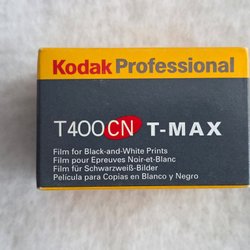 Kodak Professional
T400CN T-MAX
Film for Black-and-White Prints
Film pour Epreuves Noir-et-Blanc
Film für Schwarzweiß-Bilder
Película para Copias en Blanco y Negro